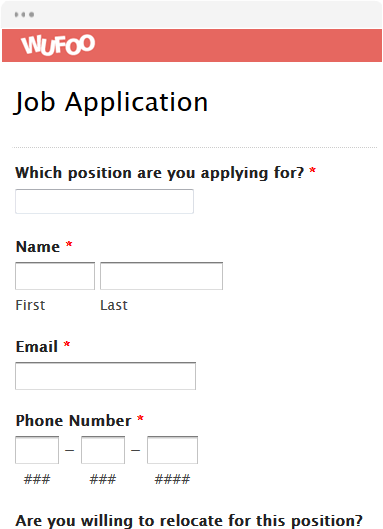 WUFOO
Job Application
Which position are you applying for? *
Name *
First Last
Email *
Phone Number *
– –
### ### ####
Are you willing to relocate for this position?